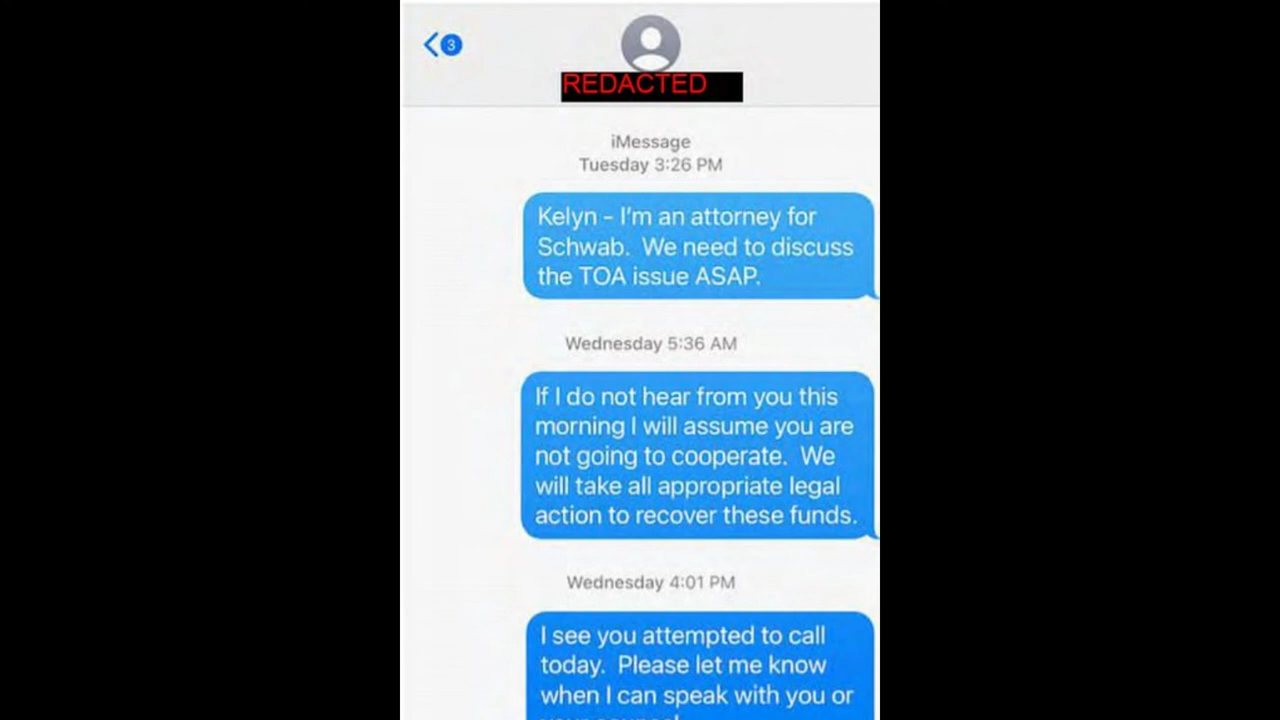 3
REDACTED
iMessage
Tuesday 3:26 PM
Kelyn - I'm an attorney for
Schwab.  We need to discuss
the TOA issue ASAP.
Wednesday 5:36 AM
If I do not hear from you this
morning I will assume you are
not going to cooperate.  We
will take all appropriate legal
action to recover these funds.
Wednesday 4:01 PM
I see you attempted to call
today.  Please let me know
when I can speak with you or